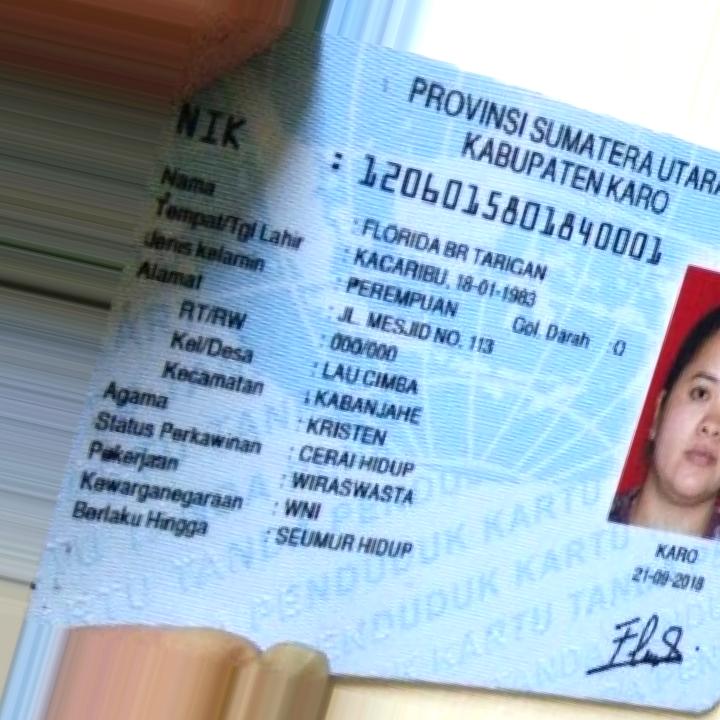 PROVINSI SUMATERA UTARA
KABUPATEN KARO
NIK : 1206015801840001
Nama : FLORIDA BR TARIGAN
Tempat/Tgl Lahir : KACARIBU, 18-01-1983
Jenis kelamin : PEREMPUAN Gol. Darah : O
Alamat : JL. MESJID NO. 113
RT/RW : 000/000
Kel/Desa : LAU CIMBA
Kecamatan : KABANJAHE
Agama : KRISTEN
Status Perkawinan : CERAI HIDUP
Pekerjaan : WIRASWASTA
Kewarganegaraan : WNI
Berlaku Hingga : SEUMUR HIDUP
KARO
21-09-2018